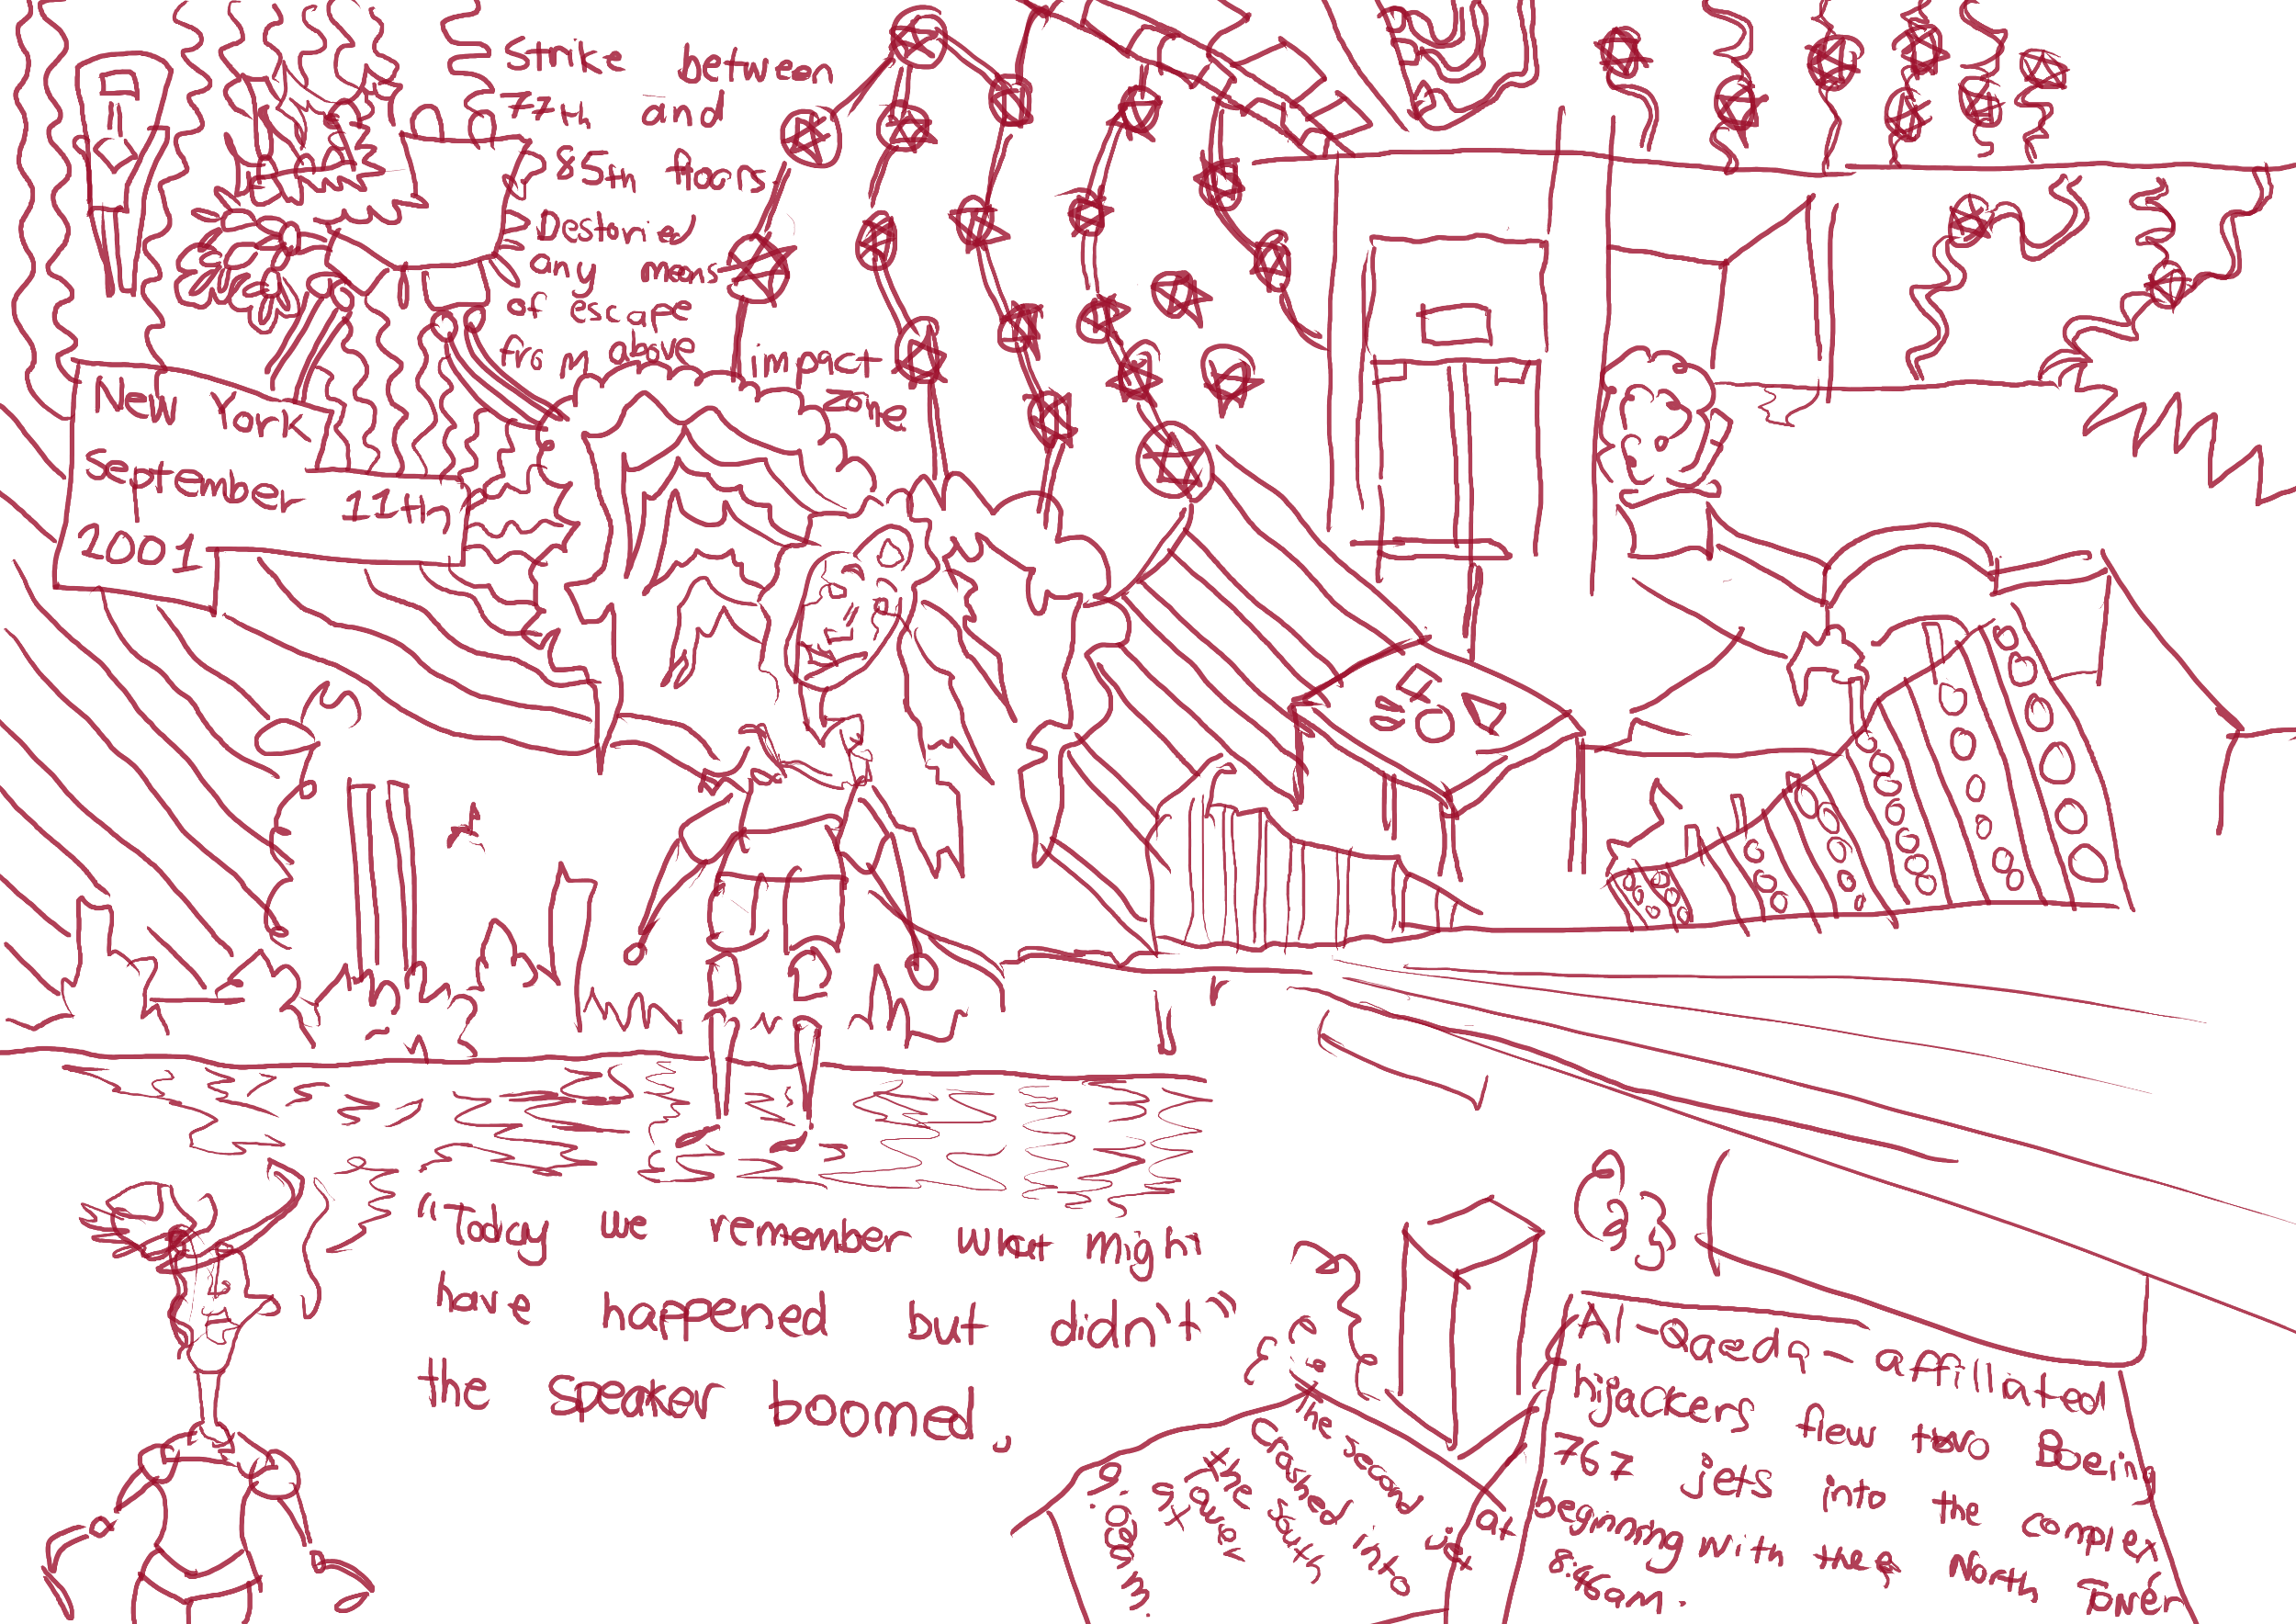 Strike between
77th and
85th floors
Destoried
any means
of escape
from above
impact
zone
New York
September 11th
2001
"Today we remember what might
have happened but didn't"
the speaker boomed,
The second jet
crashed into
the south
tower
at
9:03a.m.
Al-Qaeda-affiliated
hijackers flew two Boeing
767 jets into the complex
beginning with the North Tower
at
8:46am.